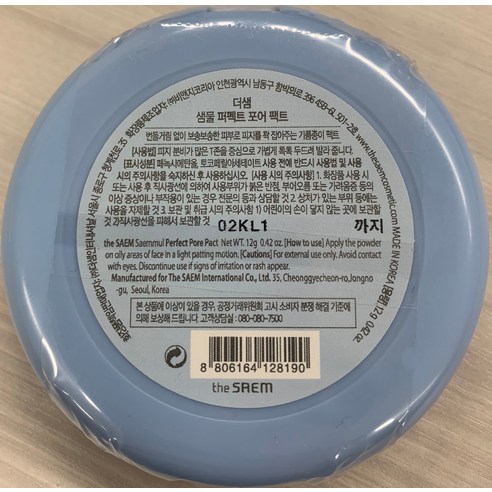 더샘
샘물 퍼펙트 포어 팩트
번들거림 없이 보송보송한 피부로 피지를 꽉 잡아주는 기름종이 팩트
[사용법] 피지 분비가 많은 T존을 중심으로 가볍게 톡톡 두드려 발라 줍니다.
[표시성분] 페녹시에탄올, 토코페릴아세테이트 사용 전에 반드시 사용법 및 사용
시의 주의사항을 숙지하신 후 사용하십시오. [사용 시의 주의사항] 1. 화장품 사용 시
또는 사용 후 직사광선에 의하여 사용부위가 붉은 반점, 부어오름 또는 가려움증 등의
이상 증상이나 부작용이 있는 경우 전문의 등과 상담할 것 2. 상처가 있는 부위 등에는
사용을 자제할 것 3. 보관 및 취급 시의 주의사항 1) 어린이의 손이 닿지 않는 곳에 보관할
것 2)직사광선을 피해서 보관할 것
02KL1 까지
the SAEM Saemmul Perfect Pore Pact NET WT. 12g 0.42 oz. [How to use] Apply the powder
on oily areas of face in a light patting motion. [Cautions] For external use only. Avoid contact
with eyes. Discontinue use if signs of irritation or rash appear.
Manufactured for The SAEM International Co., Ltd. 35, Cheonggyecheon-ro,Jongno
-gu, Seoul, Korea
본 상품에 이상이 있을 경우, 공정거래위원회 고시 소비자 분쟁 해결 기준에
의해 보상해 드립니다. 고객상담실 : 080-080-7500
8 806164 128190
the SAEM
www.thesaemcosmetic.com MADE IN KOREA
12g 0.42 oz.